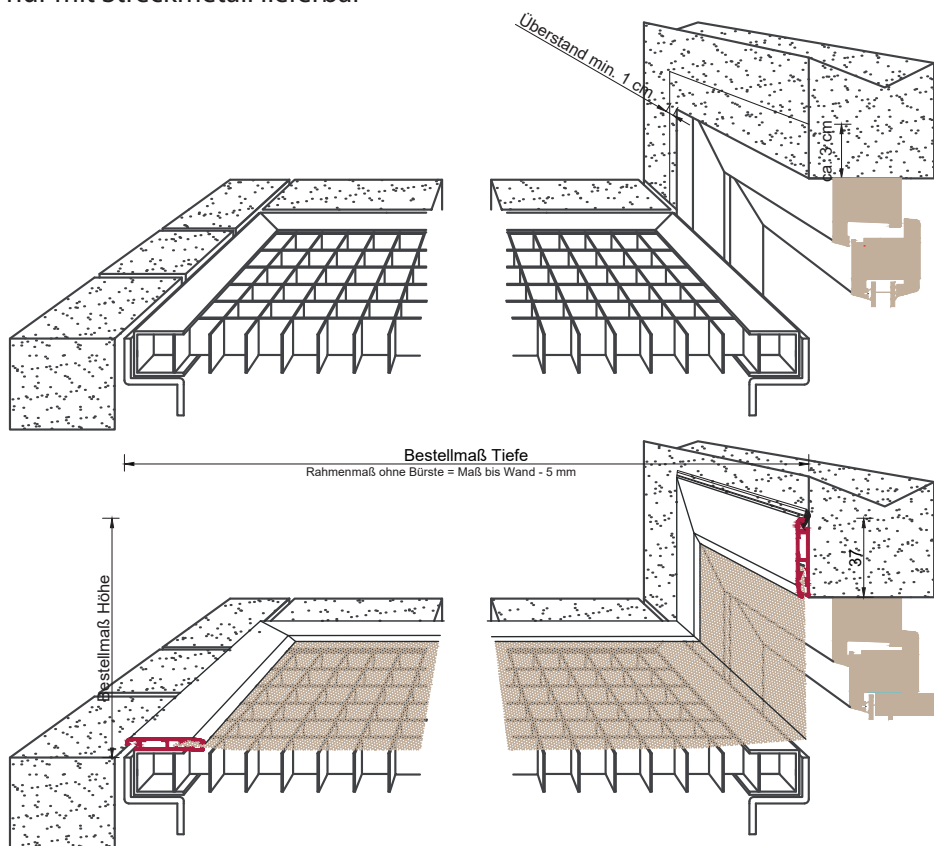 nur mit Streckmetall lieferbar
Überstand min. 1 cm
ca. 3 cm
Bestellmaß Tiefe
Rahmenmaß ohne Bürste = Maß bis Wand - 5 mm
Bestellmaß Höhe
37